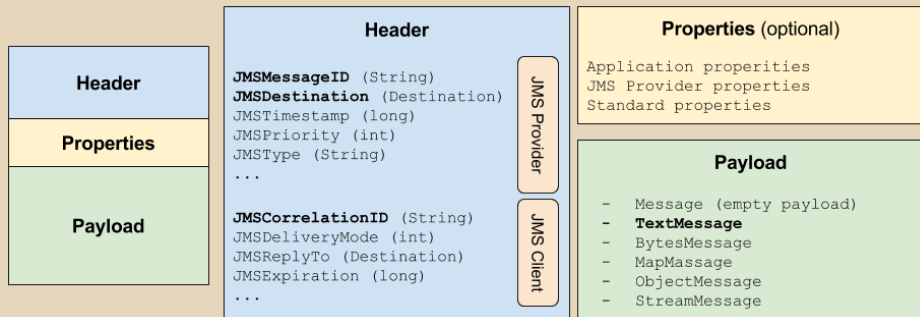 Header
Properties
Payload
Header
JMSMessageID (String)
JMSDestination (Destination)
JMSTimestamp (long)
JMSPriority (int)
JMSType (String)
...
JMS Provider
JMSCorrelationID (String)
JMSDeliveryMode (int)
JMSReplyTo (Destination)
JMSExpiration (long)
...
JMS Client
Properties (optional)
Application properities
JMS Provider properties
Standard properties
Payload
- Message (empty payload)
- TextMessage
- BytesMessage
- MapMassage
- ObjectMessage
- StreamMessage